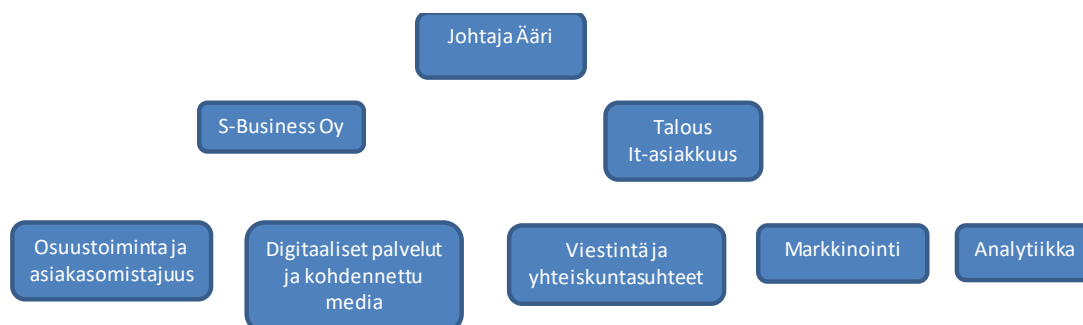 Johtaja Ääri
S-Business Oy
Talous
It-asiakkuus
Osuustoiminta ja
asiakasomistajuus
Digitaaliset palvelut
ja kohdennettu
media
Viestintä ja
yhteiskuntasuhteet
Markkinointi
Analytiikka